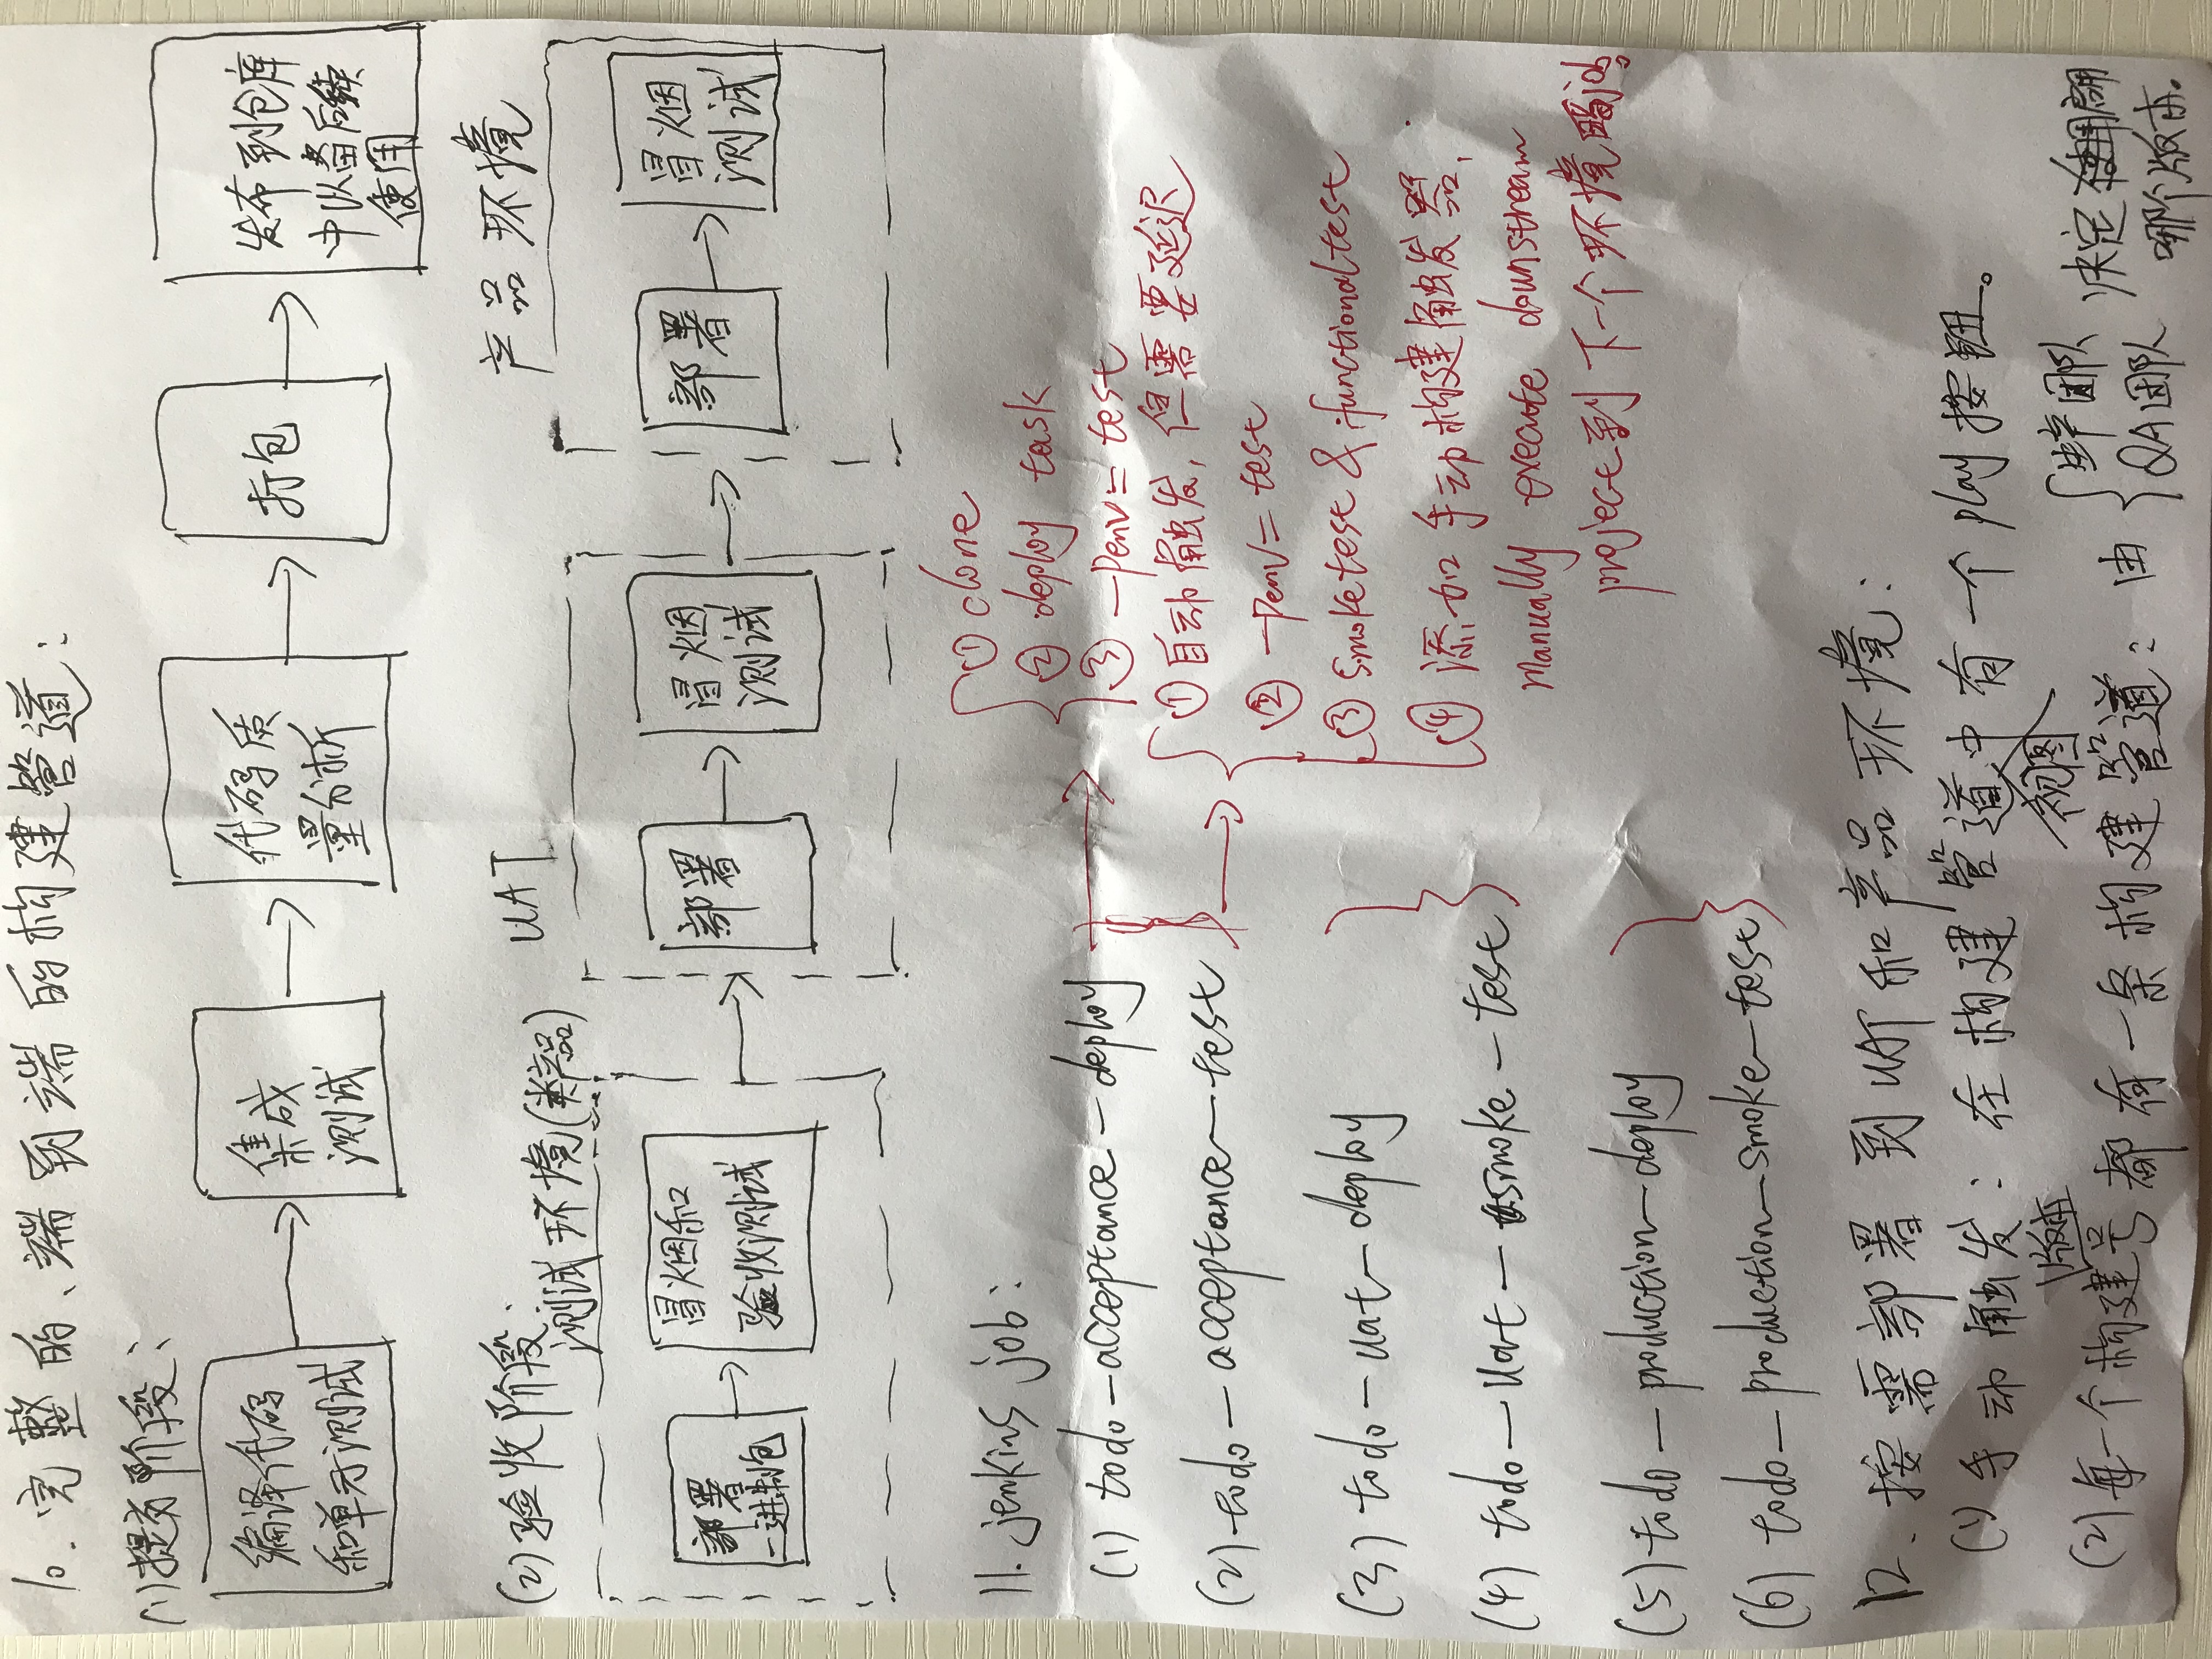 10. 完整的、端到端的构建管道:
(1) 提交阶段:
编译代码
和单元测试
集成
测试
代码质
量分析
打包
发布到仓库
中以备后续
使用
(2) 验收阶段:
测试环境(类产品)
UAT
产品环境
部署
二进制包
冒烟和
验收测试
部署
冒烟
测试
部署
冒烟
测试
11. jenkins job:
(1) todo-acceptance-deploy
① clone
② deploy task
③ -Penv=test
(2) todo-acceptance-test
① 自动触发, 但需要延迟
② -Penv=test
③ smoketest & functionaltest
④ 添加手动构建触发器,
manually execute downstream
project到下一个环境的job。
(3) todo-uat-deploy
(4) todo-uat-smoke-test
(5) todo-production-deploy
(6) todo-production-smoke-test
12. 按需部署到UAT和产品环境:
(1) 手动触发: 在构建管道视图中有一个play按钮。
(2) 每一个构建版本号都有一条构建管道: 由
团队
QA团队
决定启用
哪个版本。